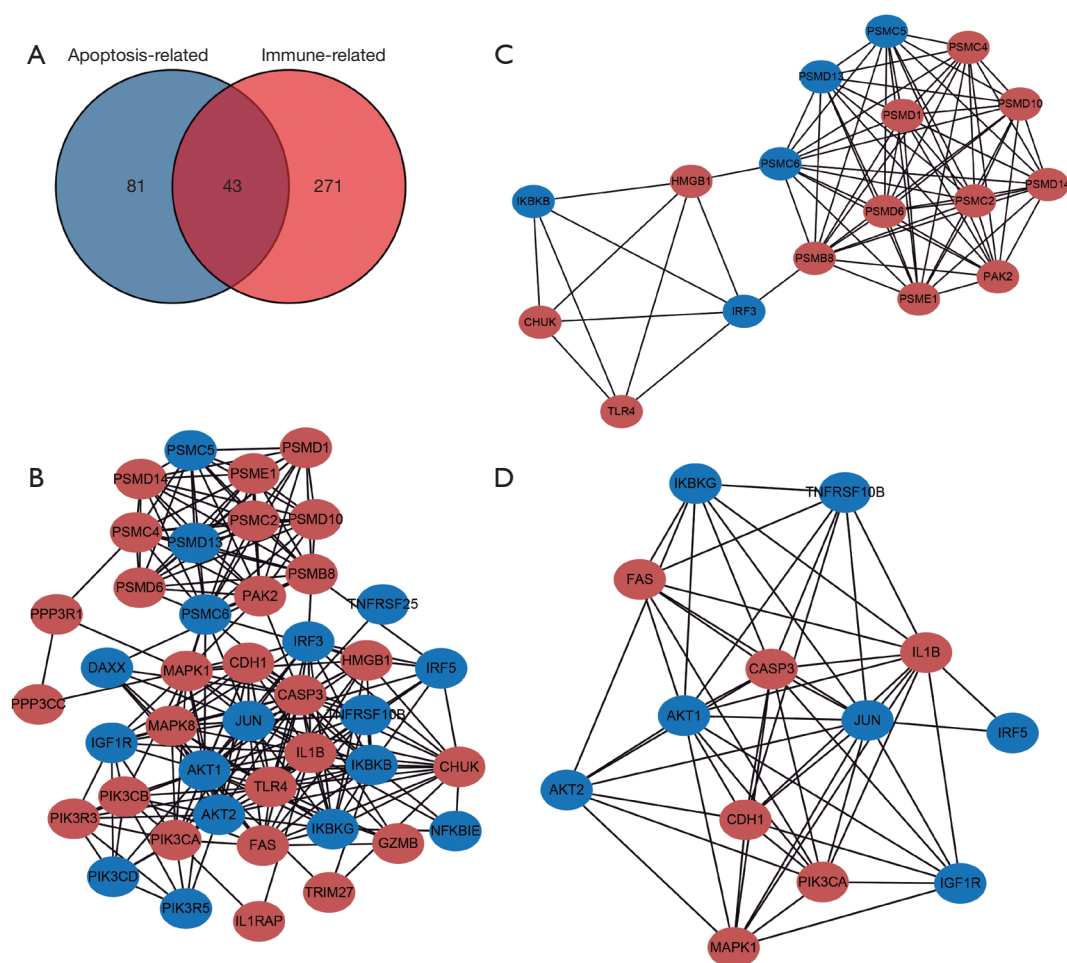 A
Apoptosis-related
Immune-related
81
43
271
C
PSMC5
PSMC4
PSMD13
PSMD10
PSMD1
PSMC6
HMGB1
PSMD14
IKBKB
PSMC2
PSMD6
PSMB8
PAK2
PSME1
IRF3
CHUK
TLR4
B
PSMC5
PSMD1
PSMD14
PSME1
PSMC4
PSMC2
PSMD10
PSMD13
PSMD6
PSMB8
PAK2
TNFRSF25
PPP3R1
PSMC6
IRF3
DAXX
MAPK1
CDH1
HMGB1
IRF5
PPP3CC
CASP3
MAPK8
JUN
TNFRSF10B
IGF1R
IL1B
AKT1
IKBKB
CHUK
PIK3CB
TLR4
PIK3R3
AKT2
IKBKG
NFKBIE
PIK3CA
FAS
GZMB
PIK3CD
TRIM27
PIK3R5
IL1RAP
D
IKBKG
TNFRSF10B
FAS
IL1B
CASP3
AKT1
JUN
IRF5
AKT2
CDH1
PIK3CA
IGF1R
MAPK1